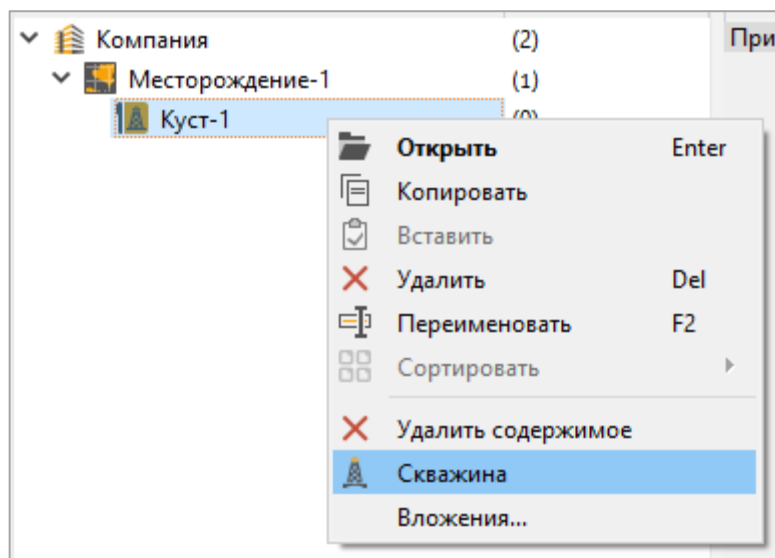 Компания (2) При
Месторождение-1 (1)
Куст-1
Открыть Enter
Копировать
Вставить
Удалить Del
Переименовать F2
Сортировать
Удалить содержимое
Скважина
Вложения...